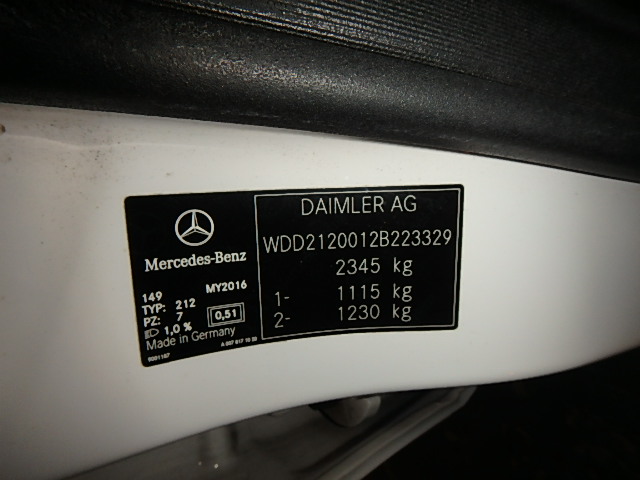 DAIMLER AG
WDD2120012B223329
2345 kg
1- 1115 kg
2- 1230 kg
Mercedes-Benz
149 MY2016
TYP: 212
PZ: 7 0,51
1,0 %
Made in Germany